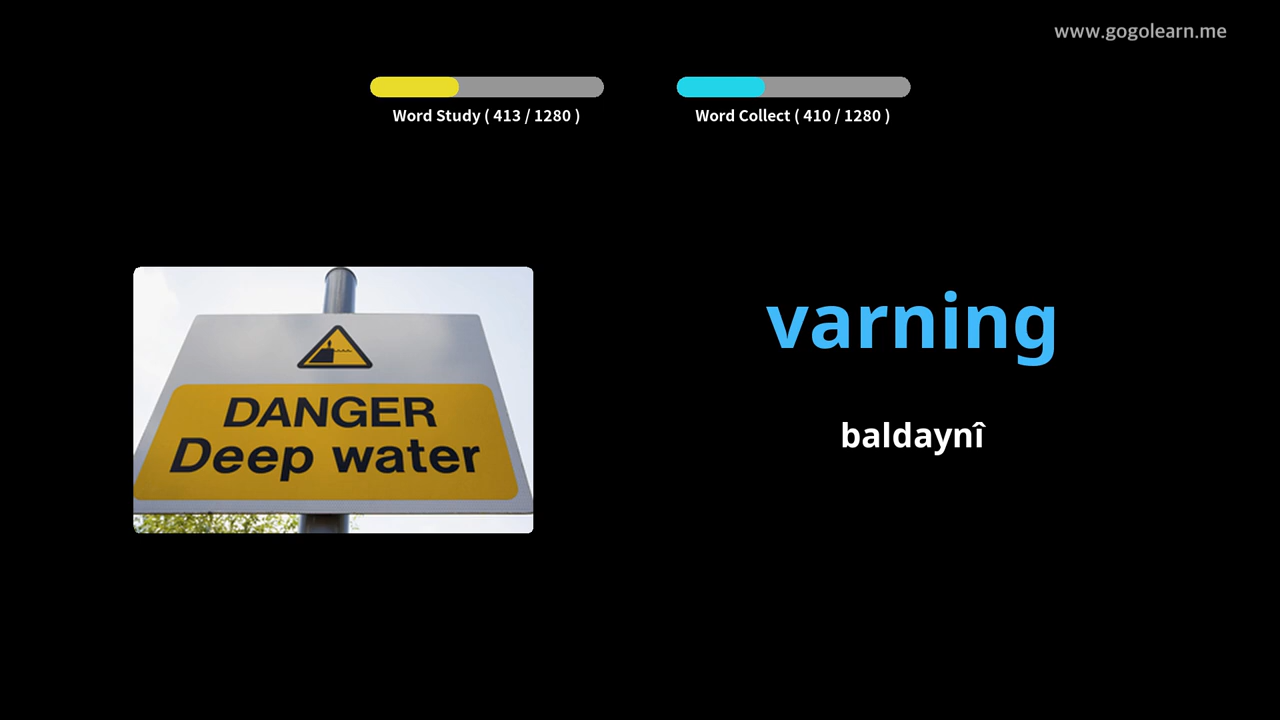 www.gogolearn.me
Word Study ( 413 / 1280 )
Word Collect ( 410 / 1280 )
DANGER
Deep water
varning
baldaynî